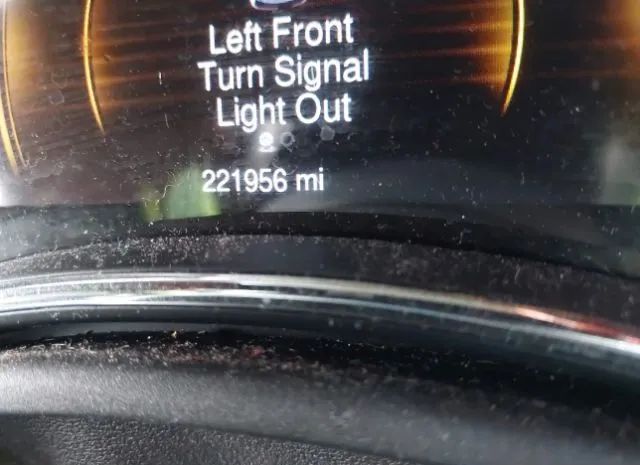 Left Front
Turn Signal
Light Out
221956 mi